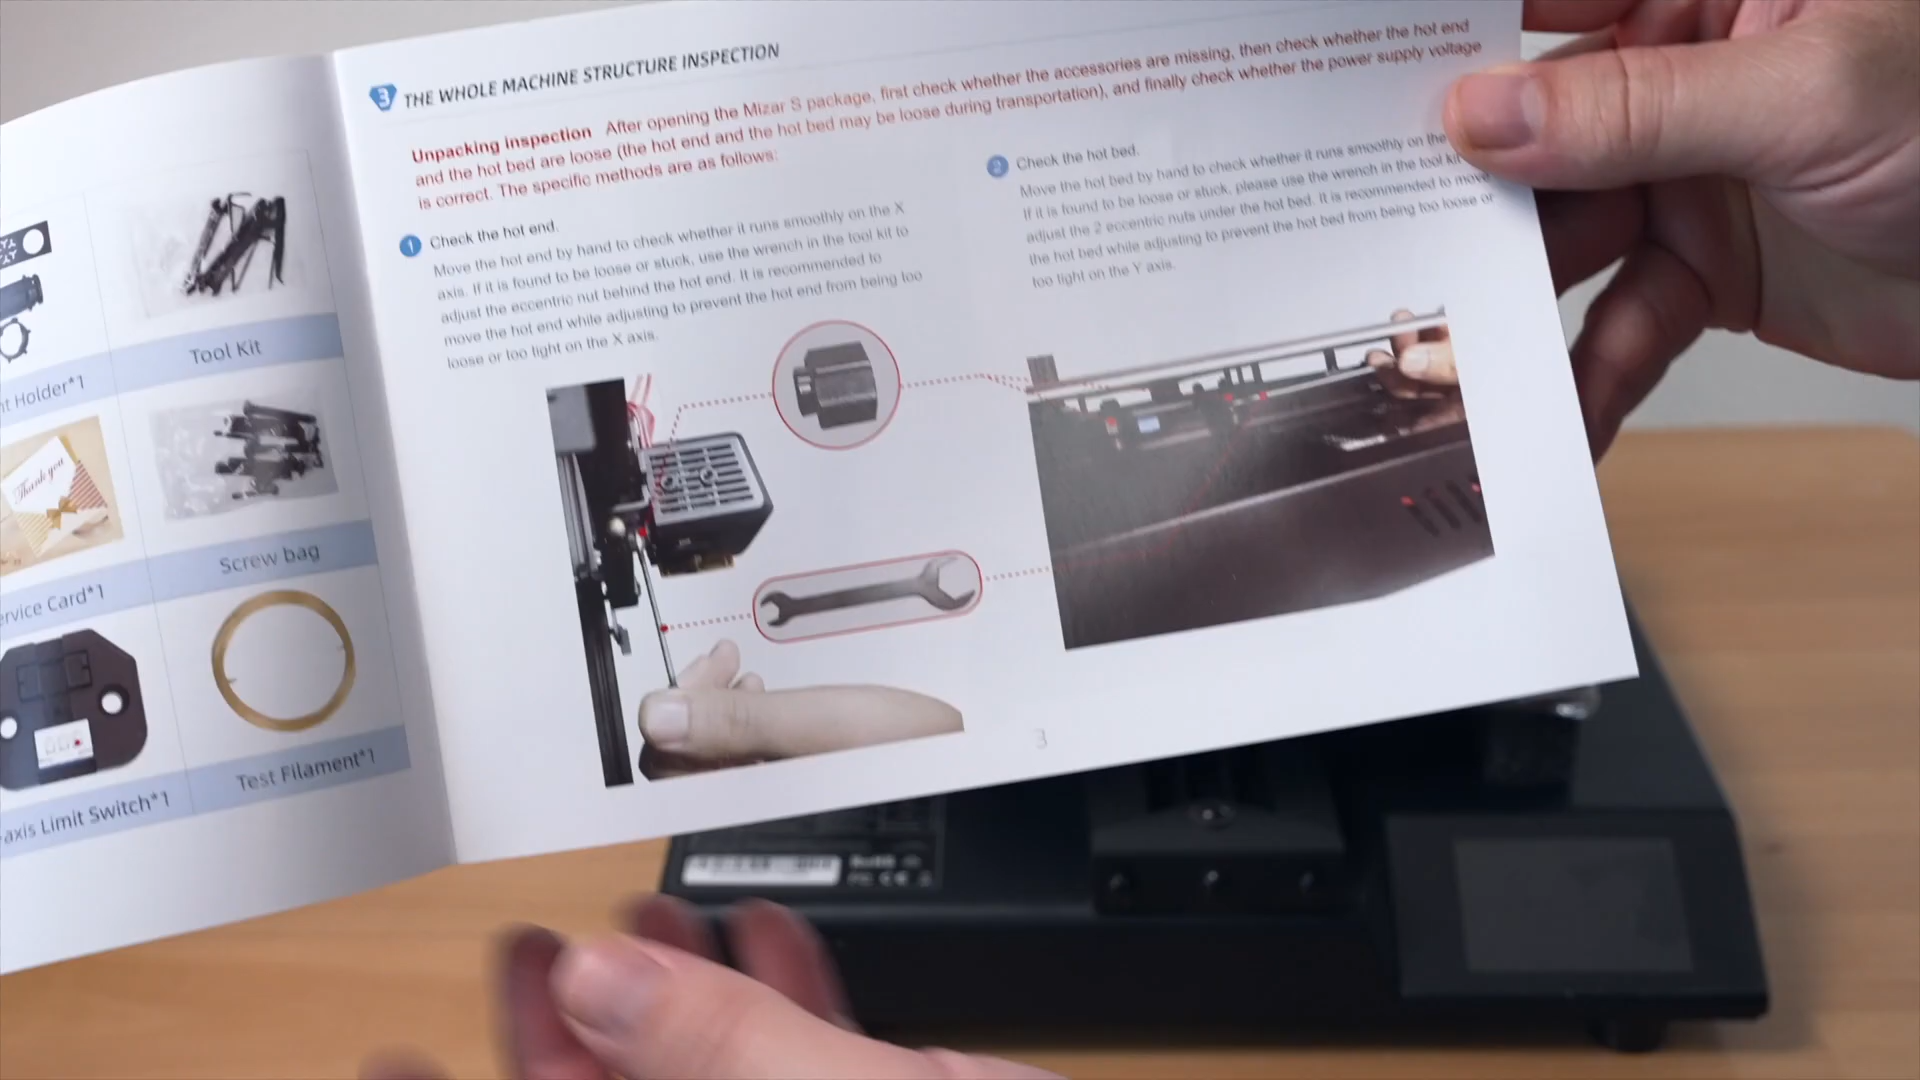 Tool Kit
Holder*1
Thank you
Screw bag
ervice Card*1
axis Limit Switch*1
Test Filament*1
3 THE WHOLE MACHINE STRUCTURE INSPECTION
Unpacking inspection After opening the Mizar S package, first check whether the accessories are missing, then check whether the hot end
and the hot bed are loose (the hot end and the hot bed may be loose during transportation), and finally check whether the power supply voltage
is correct. The specific methods are as follows:
1 Check the hot end.
Move the hot end by hand to check whether it runs smoothly on the X
axis. If it is found to be loose or stuck, use the wrench in the tool kit to
adjust the eccentric nut behind the hot end. It is recommended to
move the hot end while adjusting to prevent the hot end from being too
loose or too light on the X axis.
2 Check the hot bed.
Move the hot bed by hand to check whether it runs smoothly on the
If it is found to be loose or stuck, please use the wrench in the tool kit
adjust the 2 eccentric nuts under the hot bed. It is recommended to move
the hot bed while adjusting to prevent the hot bed from being too loose or
too light on the Y axis.
3
RoHS
FC CE